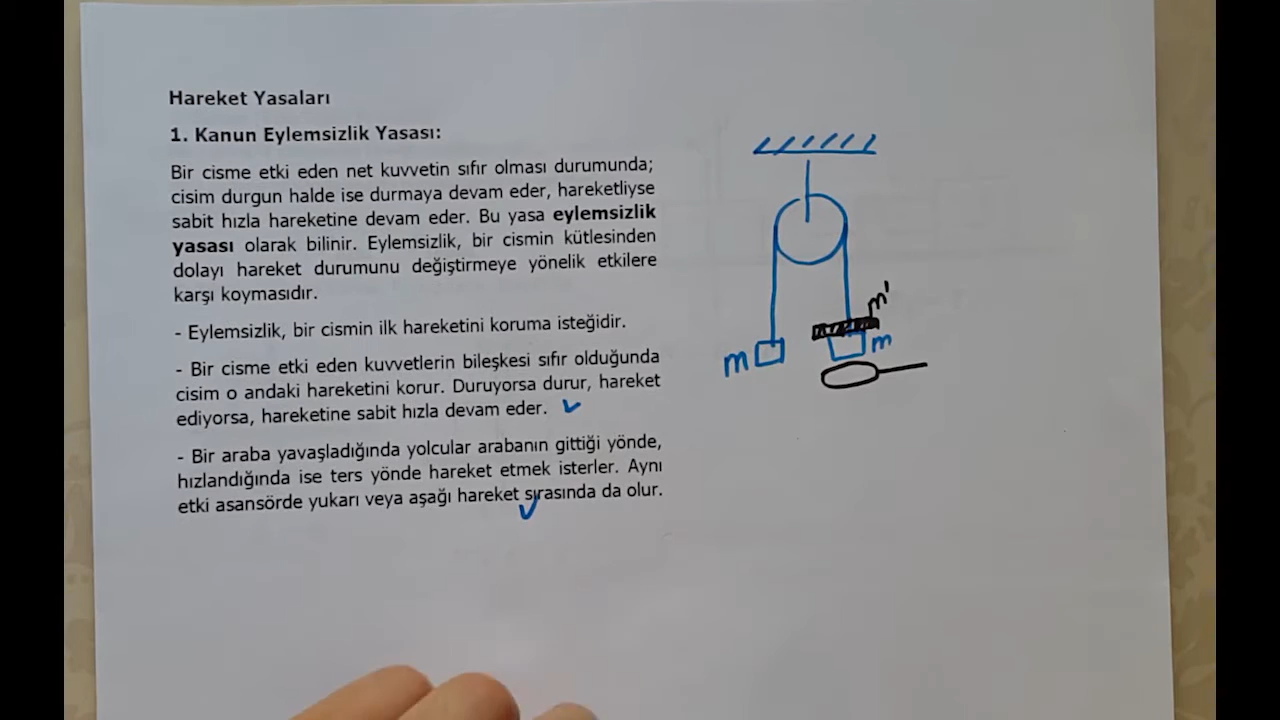 Hareket Yasaları
1. Kanun Eylemsizlik Yasası:
Bir cisme etki eden net kuvvetin sıfır olması durumunda;
cisim durgun halde ise durmaya devam eder, hareketliyse
sabit hızla hareketine devam eder. Bu yasa eylemsizlik
yasası olarak bilinir. Eylemsizlik, bir cismin kütlesinden
dolayı hareket durumunu değiştirmeye yönelik etkilere
karşı koymasıdır.
- Eylemsizlik, bir cismin ilk hareketini koruma isteğidir.
- Bir cisme etki eden kuvvetlerin bileşkesi sıfır olduğunda
cisim o andaki hareketini korur. Duruyorsa durur, hareket
ediyorsa, hareketine sabit hızla devam eder.
- Bir araba yavaşladığında yolcular arabanın gittiği yönde,
hızlandığında ise ters yönde hareket etmek isterler. Aynı
etki asansörde yukarı veya aşağı hareket sırasında da olur.
m'
m
m